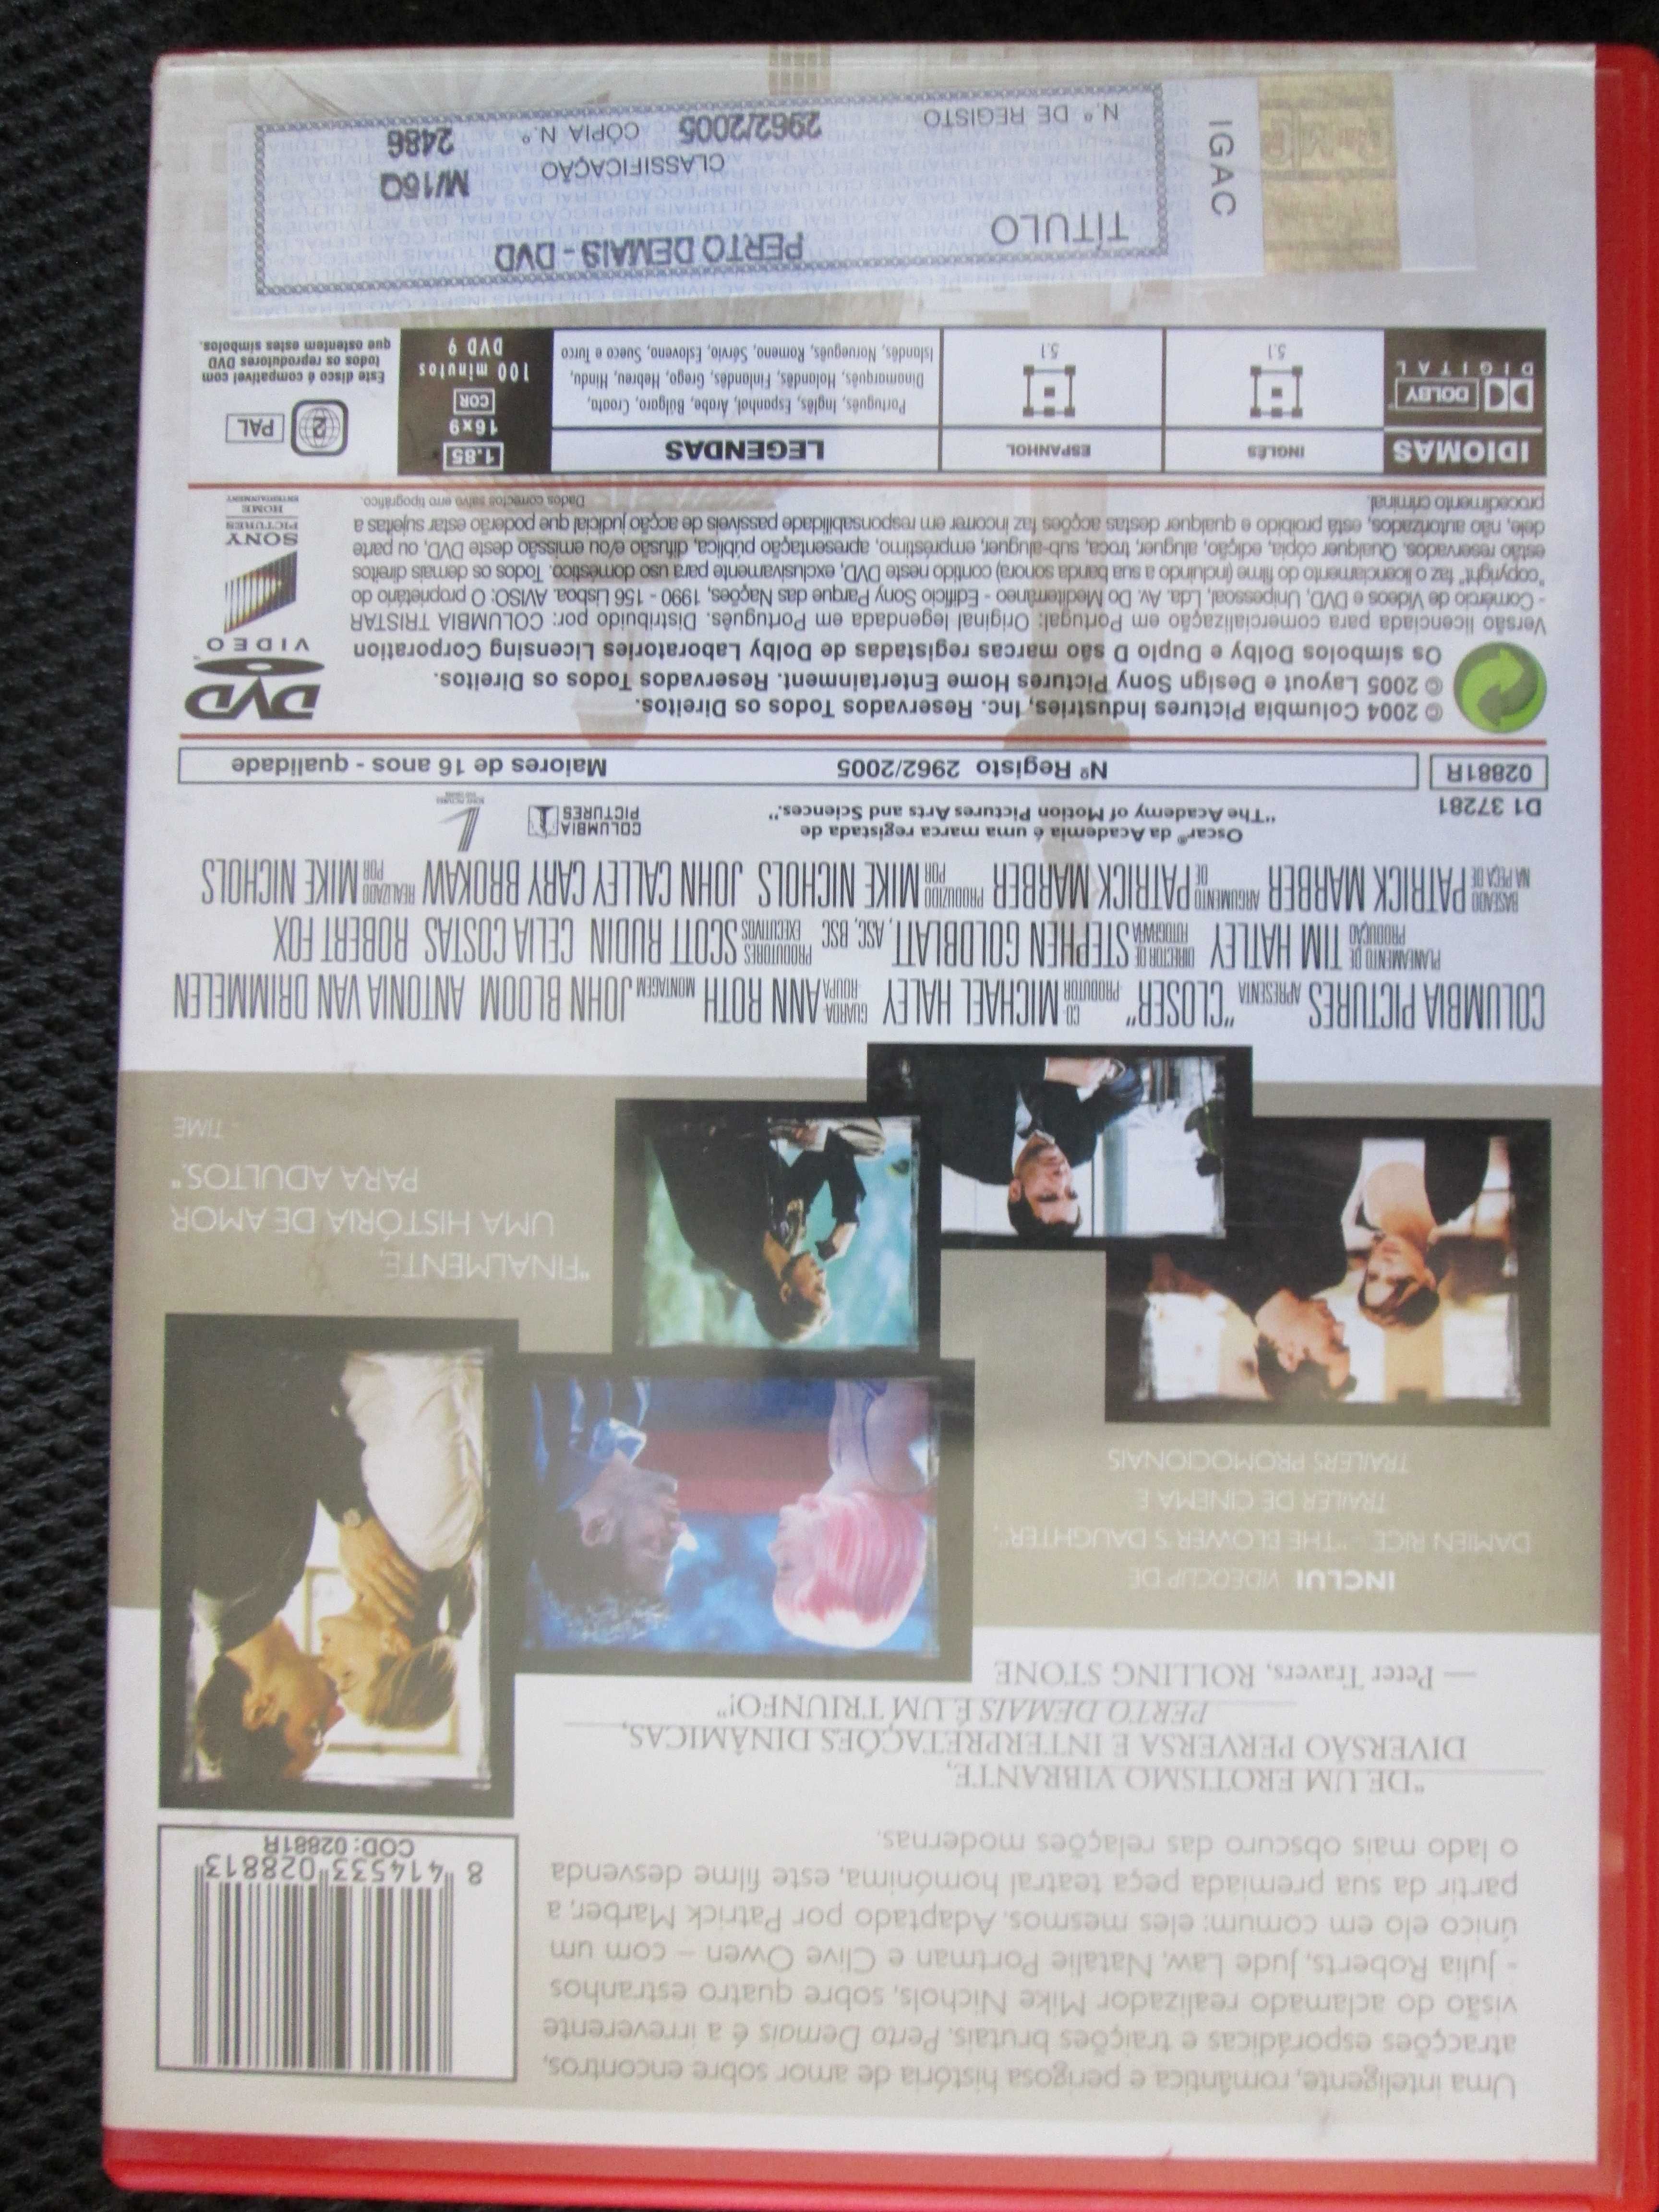 Uma inteligente, romântica e perigosa história de amor sobre encontros,
atracções esporádicas e traições brutais. Perto Demais é a irreverente
visão do aclamado realizador Mike Nichols, sobre quatro estranhos
- Julia Roberts, Jude Law, Natalie Portman e Clive Owen – com um
único elo em comum: eles mesmos. Adaptado por Patrick Marber, a
partir da sua premiada peça teatral homónima, este filme desvenda
o lado mais obscuro das relações modernas.
8 414533 028813
COD: 02881R
"DE UM EROTISMO VIBRANTE,
DIVERSÃO PERVERSA E INTERPRETAÇÕES DINÂMICAS,
PERTO DEMAIS É UM TRIUNFO!"
— Peter Travers, ROLLING STONE
INCLUI VIDEOCLIP DE
DAMIEN RICE "THE BLOWER'S DAUGHTER",
TRAILER DE CINEMA E
TRAILERS PROMOCIONAIS
"FINALMENTE,
UMA HISTÓRIA DE AMOR
PARA ADULTOS."
- TIME
COLUMBIA PICTURES APRESENTA "CLOSER" CO-PRODUTOR MICHAEL HALEY GUARDA-ROUPA ANN ROTH MONTAGEM JOHN BLOOM ANTONIA VAN DRIMMELEN
PLANEAMENTO DE PRODUÇÃO TIM HATLEY DIRECTOR DE FOTOGRAFIA STEPHEN GOLDBLATT, ASC, BSC PRODUTORES EXECUTIVOS SCOTT RUDIN CELIA COSTAS ROBERT FOX
BASEADO NA PEÇA DE PATRICK MARBER ARGUMENTO DE PATRICK MARBER PRODUZIDO POR MIKE NICHOLS JOHN CALLEY CARY BROKAW REALIZADO POR MIKE NICHOLS
D1 37281
Oscar® da Academia é uma marca registada de
"The Academy of Motion Pictures Arts and Sciences."
COLUMBIA
PICTURES
02881R
Nº Registo 2962/2005
Maiores de 16 anos - qualidade
© 2004 Columbia Pictures Industries, Inc. Reservados Todos os Direitos.
© 2005 Layout e Design Sony Pictures Home Entertainment. Reservados Todos os Direitos.
Os símbolos Dolby e Duplo D são marcas registadas de Dolby Laboratories Licensing Corporation
DVD
VIDEO
Versão licenciada para comercialização em Portugal: Original legendada em Português. Distribuído por: COLUMBIA TRISTAR
- Comércio de Vídeos e DVD, Unipessoal, Lda. Av. Do Mediterrâneo - Edifício Sony Parque das Nações, 1990 - 156 Lisboa. AVISO: O proprietário do
"copyright" faz o licenciamento do filme (incluindo a sua banda sonora) contido neste DVD, exclusivamente para uso doméstico. Todos os demais direitos
estão reservados. Qualquer cópia, edição, aluguer, troca, sub-aluguer, empréstimo, apresentação pública, difusão e/ou emissão deste DVD, ou parte
dele, não autorizados, está proibido e qualquer destas acções faz incorrer em responsabilidade passíveis de acção judicial que poderão estar sujeitas a
procedimento criminal.
Dados correctos salvo erro tipográfico.
SONY
PICTURES
HOME
ENTERTAINMENT
IDIOMAS
INGLÊS
ESPANHOL
LEGENDAS
DOLBY
DIGITAL
5.1
5.1
Português, Inglês, Espanhol, Árabe, Búlgaro, Croata,
Dinamarquês, Holandês, Finlandês, Grego, Hebreu, Hindu,
Islandês, Norueguês, Romeno, Sérvio, Esloveno, Sueco e Turco
1.85
16x9
COR
100 minutos
DVD 9
2
PAL
Este disco é compatível com
todos os reprodutores DVD
que ostentem estes símbolos.
IGAC
TÍTULO
PERTO DEMAIS - DVD
CLASSIFICAÇÃO
M/16Q
N.º DE REGISTO
2962/2005
CÓPIA N.º
2486